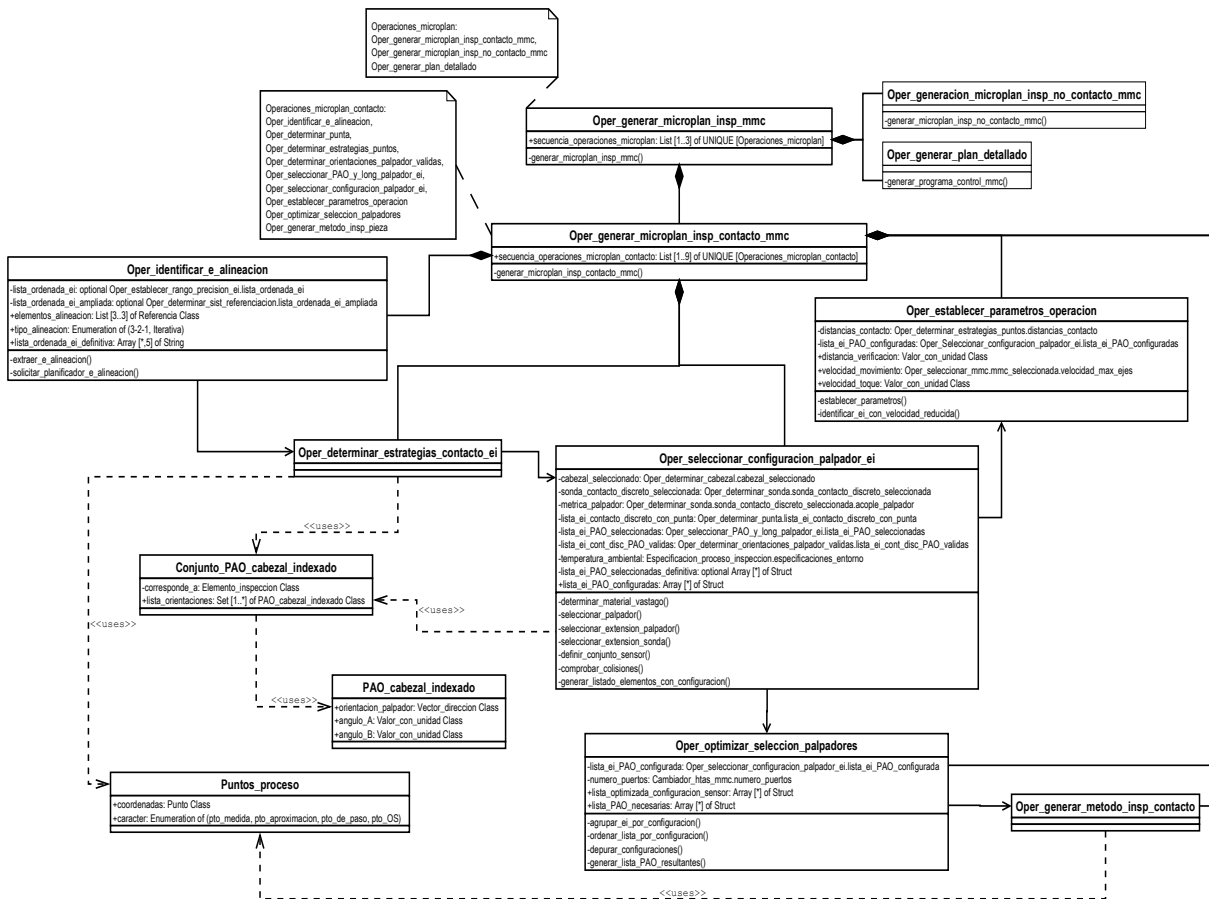 Operaciones_microplan:
Oper_generar_microplan_insp_contacto_mmc,
Oper_generar_microplan_insp_no_contacto_mmc
Oper_generar_plan_detallado
Operaciones_microplan_contacto:
Oper_identificar_e_alineacion,
Oper_determinar_punta,
Oper_determinar_estrategias_puntos,
Oper_determinar_orientaciones_palpador_validas,
Oper_seleccionar_PAO_y_long_palpador_ei,
Oper_seleccionar_configuracion_palpador_ei,
Oper_establecer_parametros_operacion
Oper_optimizar_seleccion_palpadores
Oper_generar_metodo_insp_pieza
Oper_generar_microplan_insp_mmc
+secuencia_operaciones_microplan: List [1..3] of UNIQUE [Operaciones_microplan]
-generar_microplan_insp_mmc()
Oper_generacion_microplan_insp_no_contacto_mmc
-generar_microplan_insp_no_contacto_mmc()
Oper_generar_plan_detallado
-generar_programa_control_mmc()
Oper_generar_microplan_insp_contacto_mmc
+secuencia_operaciones_microplan_contacto: List [1..9] of UNIQUE [Operaciones_microplan_contacto]
-generar_microplan_insp_contacto_mmc()
Oper_identificar_e_alineacion
-lista_ordenada_ei: optional Oper_establecer_rango_precision_ei.lista_ordenada_ei
-lista_ordenada_ei_ampliada: optional Oper_determinar_sist_referenciacion.lista_ordenada_ei_ampliada
+elementos_alineacion: List [3..3] of Referencia Class
+tipo_alineacion: Enumeration of (3-2-1, Iterativa)
+lista_ordenada_ei_definitiva: Array [*,5] of String
-extraer_e_alineacion()
-solicitar_planificador_e_alineacion()
Oper_establecer_parametros_operacion
-distancias_contacto: Oper_determinar_estrategias_puntos.distancias_contacto
-lista_ei_PAO_configuradas: Oper_Seleccionar_configuracion_palpador_ei.lista_ei_PAO_configuradas
+distancia_verificacion: Valor_con_unidad Class
+velocidad_movimiento: Oper_seleccionar_mmc.mmc_seleccionada.velocidad_max_ejes
+velocidad_toque: Valor_con_unidad Class
-establecer_parametros()
-identificar_ei_con_velocidad_reducida()
Oper_determinar_estrategias_contacto_ei
Oper_seleccionar_configuracion_palpador_ei
-cabezal_seleccionado: Oper_determinar_cabezal.cabezal_seleccionado
-sonda_contacto_discreto_seleccionada: Oper_determinar_sonda.sonda_contacto_discreto_seleccionada
-metrica_palpador: Oper_determinar_sonda.sonda_contacto_discreto_seleccionada.acople_palpador
-lista_ei_contacto_discreto_con_punta: Oper_determinar_punta.lista_ei_contacto_discreto_con_punta
-lista_ei_PAO_seleccionadas: Oper_seleccionar_PAO_y_long_palpador_ei.lista_ei_PAO_seleccionadas
-lista_ei_cont_disc_PAO_validas: Oper_determinar_orientaciones_palpador_validas.lista_ei_cont_disc_PAO_validas
-temperatura_ambiental: Especificacion_proceso_inspeccion.especificaciones_entorno
-lista_ei_PAO_seleccionadas_definitiva: optional Array [*] of Struct
+lista_ei_PAO_configuradas: Array [*] of Struct
-determinar_material_vastago()
-seleccionar_palpador()
-seleccionar_extension_palpador()
-seleccionar_extension_sonda()
-definir_conjunto_sensor()
-comprobar_colisiones()
-generar_listado_elementos_con_configuracion()
<<uses>>
Conjunto_PAO_cabezal_indexado
-corresponde_a: Elemento_inspeccion Class
+lista_orientaciones: Set [1..*] of PAO_cabezal_indexado Class
<<uses>>
<<uses>>
<<uses>>
PAO_cabezal_indexado
+orientacion_palpador: Vector_direccion Class
+angulo_A: Valor_con_unidad Class
+angulo_B: Valor_con_unidad Class
Oper_optimizar_seleccion_palpadores
-lista_ei_PAO_configurada: Oper_seleccionar_configuracion_palpador_ei.lista_ei_PAO_configurada
-numero_puertos: Cambiador_htas_mmc.numero_puertos
+lista_optimizada_configuracion_sensor: Array [*] of Struct
+lista_PAO_necesarias: Array [*] of Struct
-agrupar_ei_por_configuracion()
-ordenar_lista_por_configuracion()
-depurar_configuraciones()
-generar_lista_PAO_resultantes()
Puntos_proceso
+coordenadas: Punto Class
+caracter: Enumeration of (pto_medida, pto_aproximacion, pto_de_paso, pto_OS)
Oper_generar_metodo_insp_contacto
<<uses>>